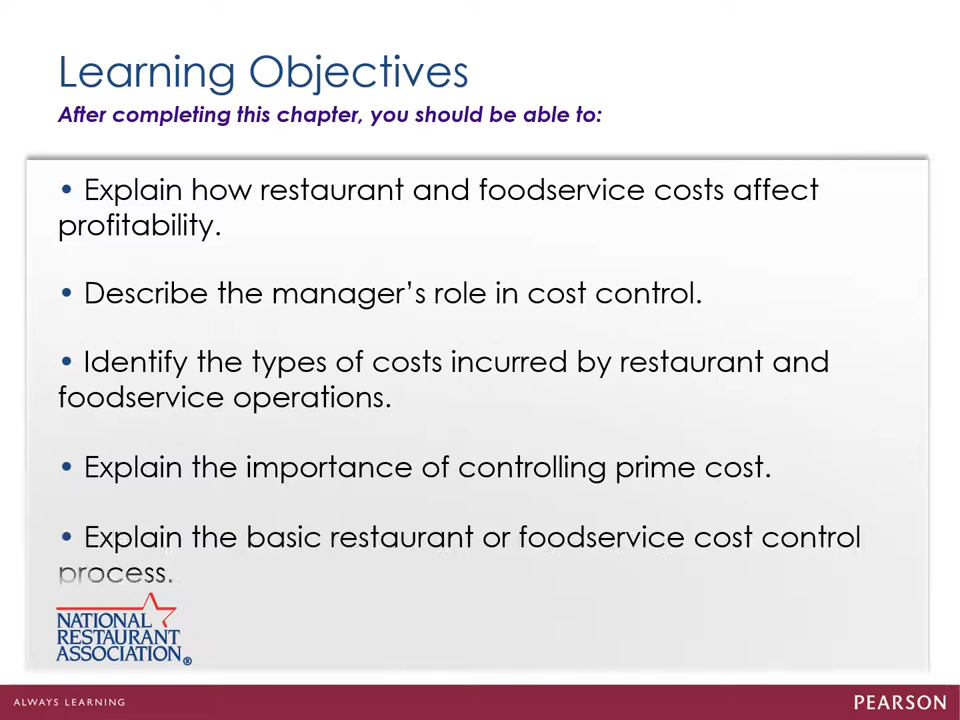 Learning Objectives
After completing this chapter, you should be able to:
• Explain how restaurant and foodservice costs affect
profitability.
• Describe the manager’s role in cost control.
• Identify the types of costs incurred by restaurant and
foodservice operations.
• Explain the importance of controlling prime cost.
• Explain the basic restaurant or foodservice cost control
process.
NATIONAL
RESTAURANT
ASSOCIATION®
ALWAYS LEARNING
PEARSON